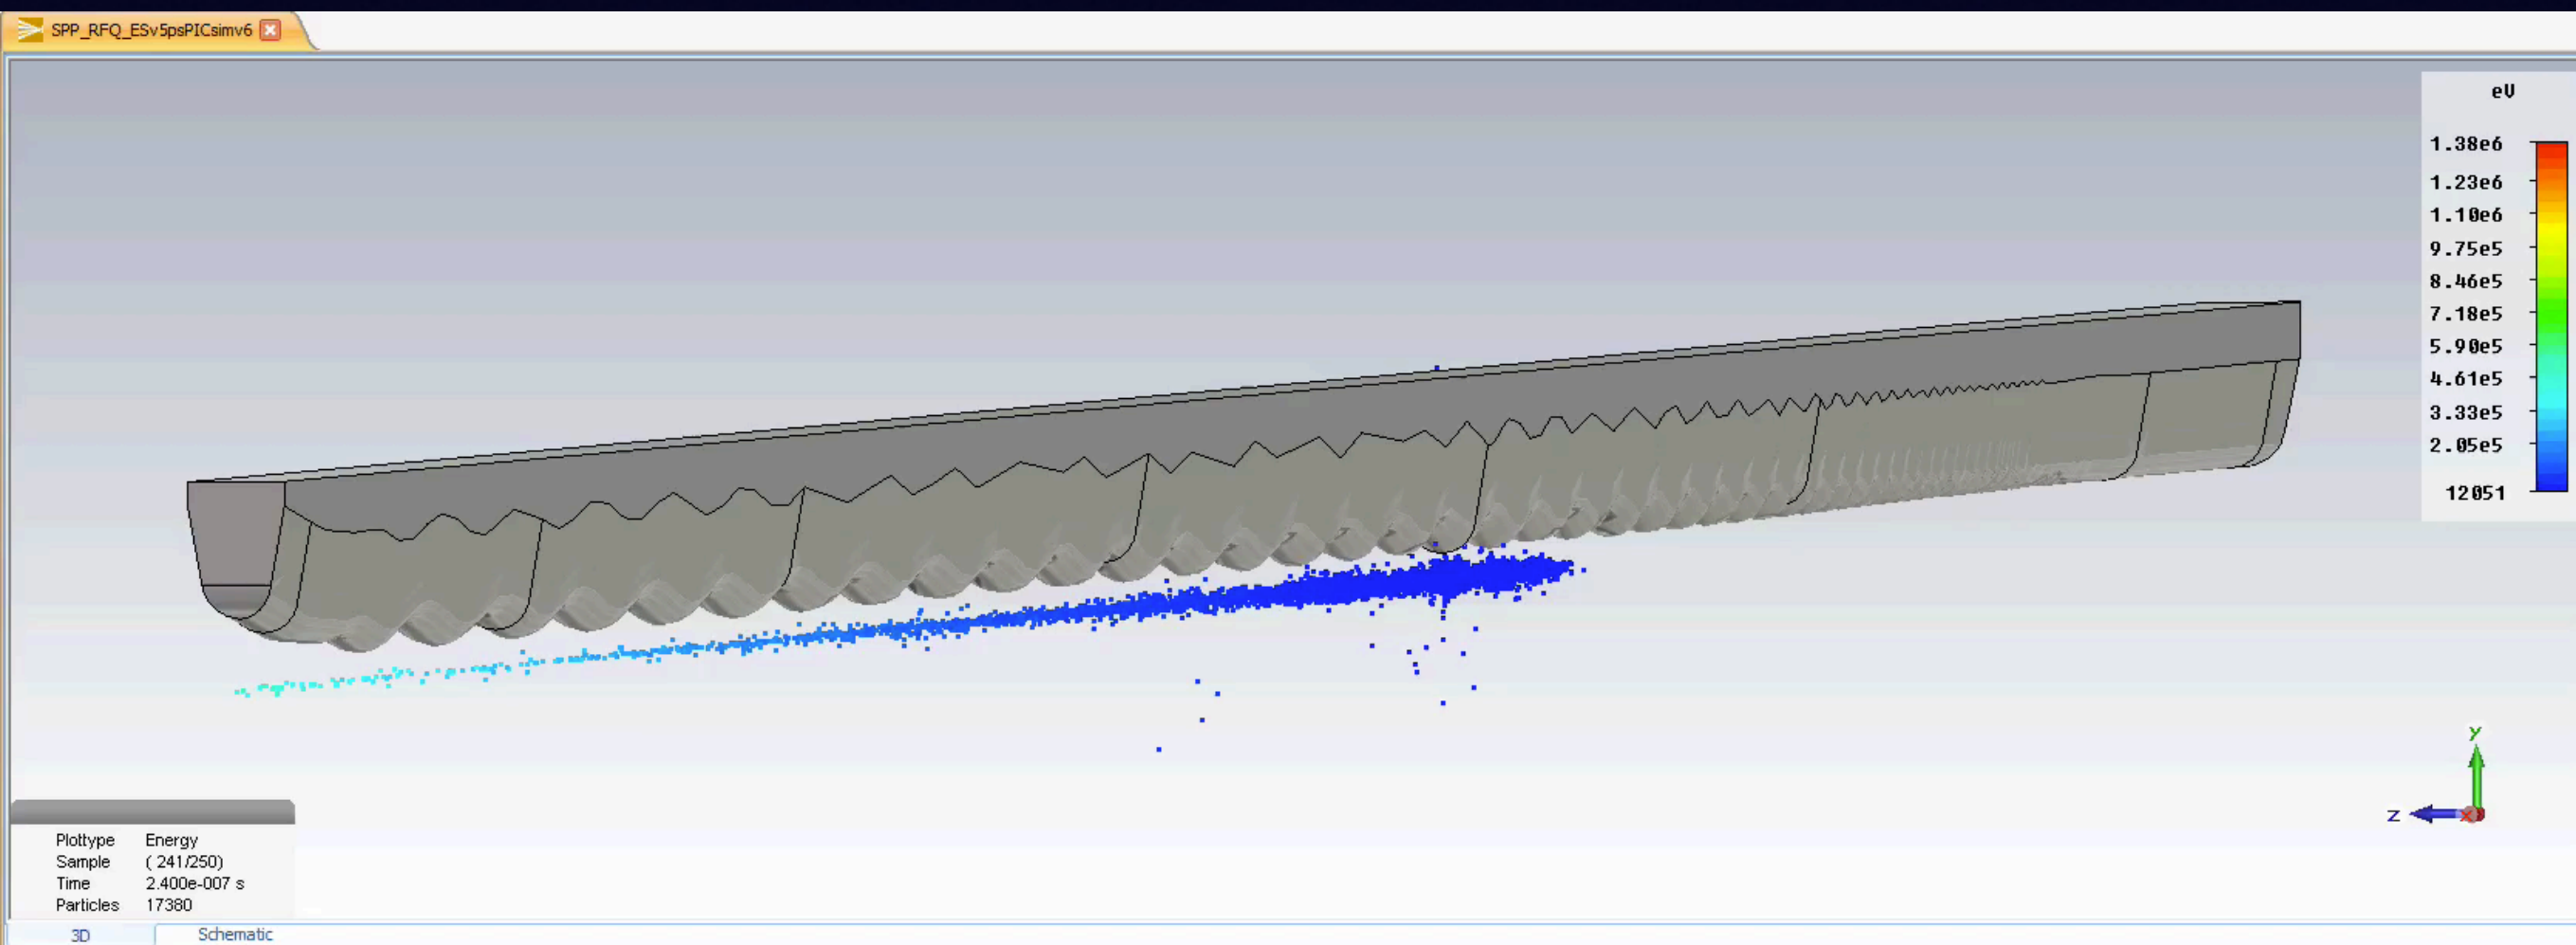 SPP_RFQ_ESv5psPICsimv6
eV
1.38e6
1.23e6
1.10e6
9.75e5
8.46e5
7.18e5
5.90e5
4.61e5
3.33e5
2.05e5
12051
y
z x
Plottype Energy
Sample ( 241/250)
Time 2.400e-007 s
Particles 17380
3D Schematic